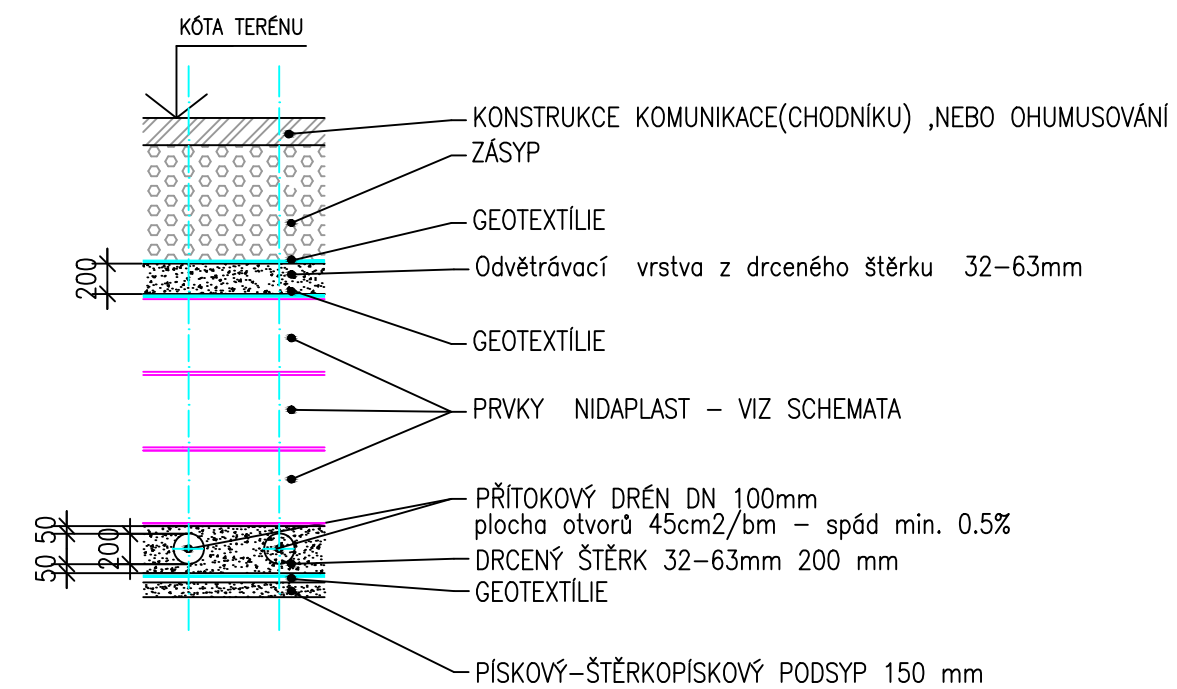 KÓTA TERÉNU
KONSTRUKCE KOMUNIKACE(CHODNÍKU) ,NEBO OHUMUSOVÁNÍ
ZÁSYP
GEOTEXTÍLIE
200
Odvětrávací vrstva z drceného štěrku 32-63mm
GEOTEXTÍLIE
PRVKY NIDAPLAST - VIZ SCHEMATA
PŘÍTOKOVÝ DRÉN DN 100mm
plocha otvorů 45cm2/bm - spád min. 0.5%
50
200
50
DRCENÝ ŠTĚRK 32-63mm 200 mm
GEOTEXTÍLIE
PÍSKOVÝ-ŠTĚRKOPÍSKOVÝ PODSYP 150 mm